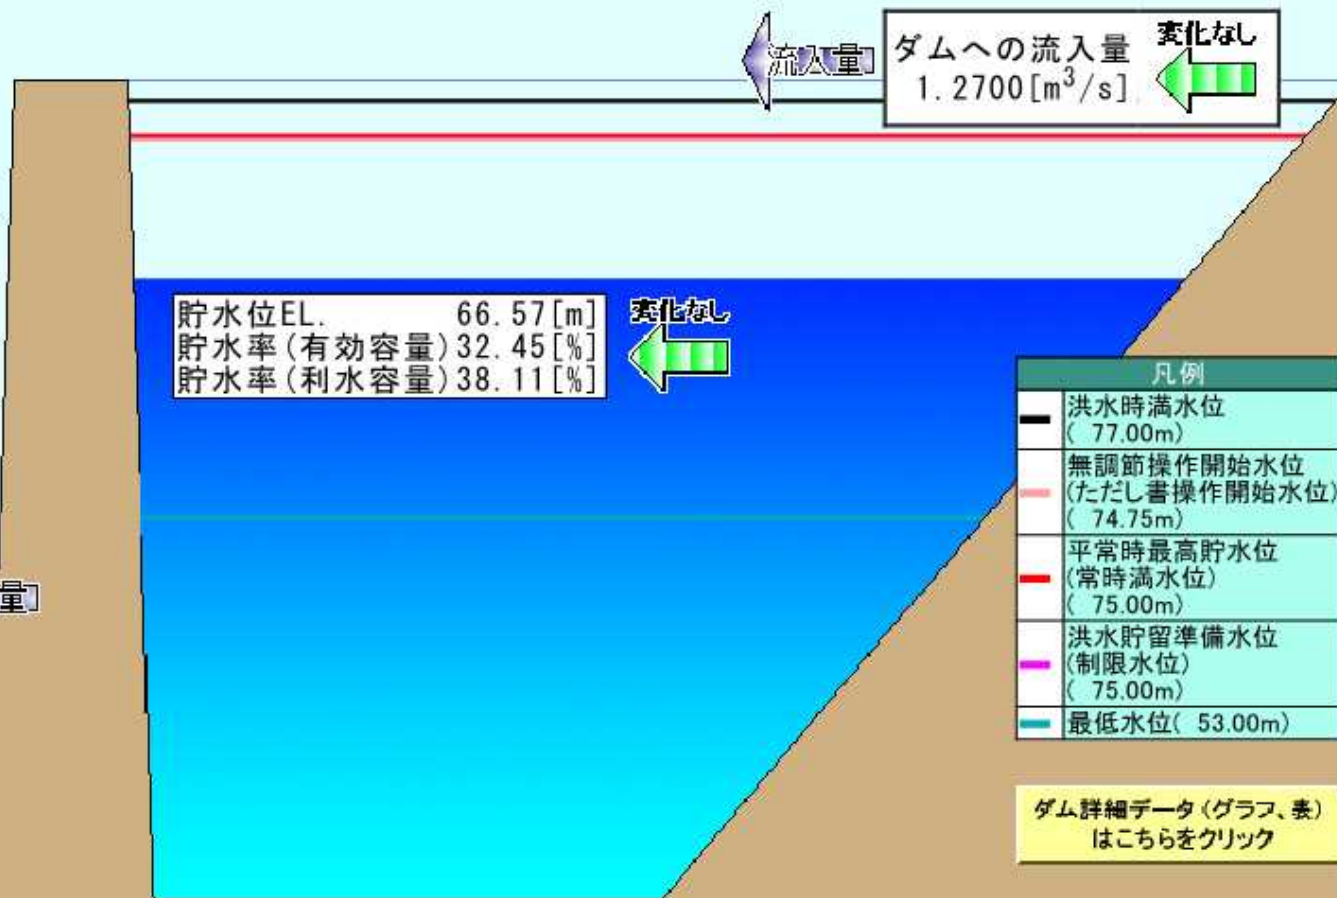 流入量
ダムへの流入量
1.2700[m³/s]
変化なし
貯水位EL. 66.57[m]
貯水率(有効容量)32.45[%]
貯水率(利水容量)38.11[%]
変化なし
凡例
洪水時満水位
( 77.00m)
無調節操作開始水位
(ただし書操作開始水位)
( 74.75m)
平常時最高貯水位
(常時満水位)
( 75.00m)
洪水貯留準備水位
(制限水位)
( 75.00m)
最低水位( 53.00m)
量
ダム詳細データ(グラフ、表)
はこちらをクリック